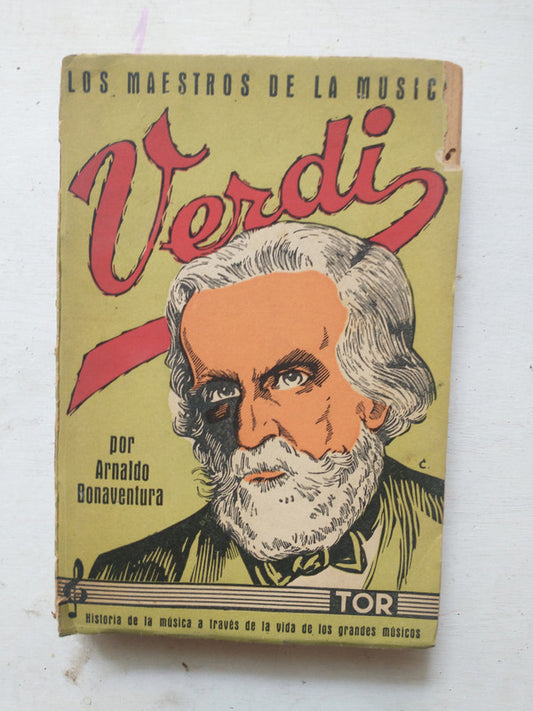 1
LOS MAESTROS DE LA MUSIC
Verdi
por
Arnaldo
Bonaventura
C.
TOR
Historia de la música a través de la vida de los grandes músicos